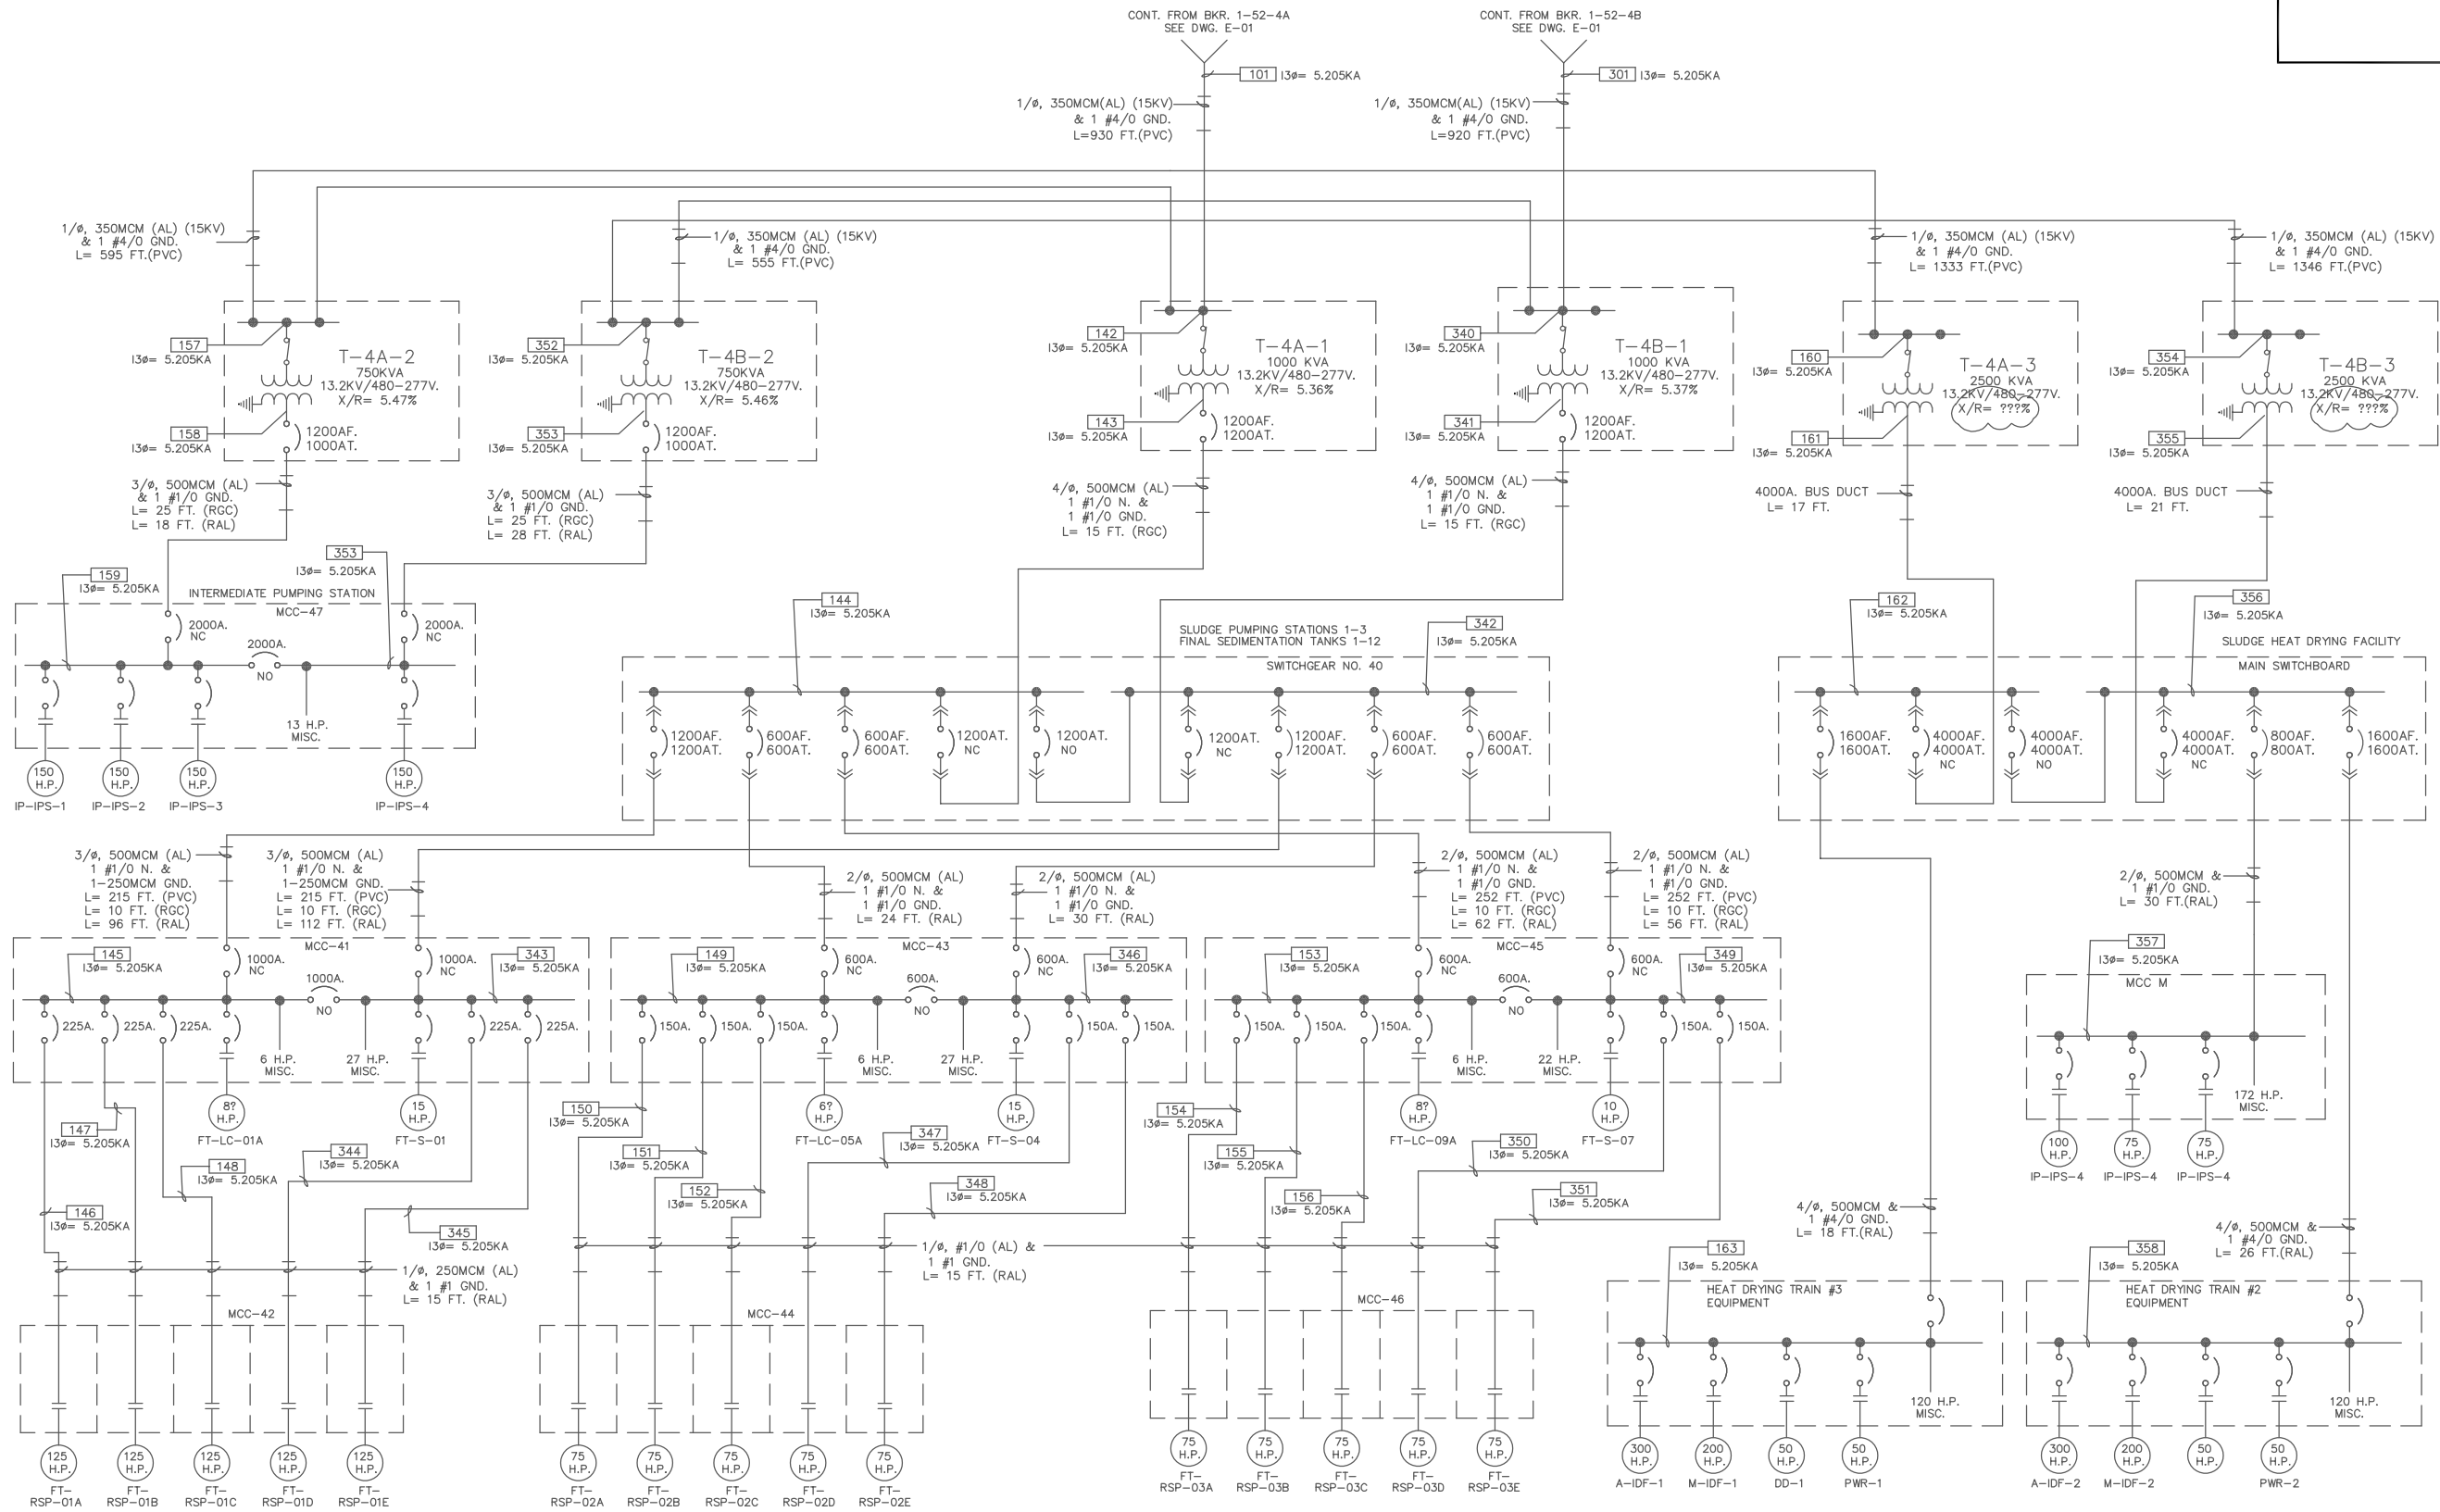 CONT. FROM BKR. 1-52-4A
SEE DWG. E-01
CONT. FROM BKR. 1-52-4B
SEE DWG. E-01
101 I3ø= 5.205KA
301 I3ø= 5.205KA
1/ø, 350MCM(AL) (15KV)
& 1 #4/0 GND.
L=930 FT.(PVC)
1/ø, 350MCM(AL) (15KV)
& 1 #4/0 GND.
L=920 FT.(PVC)
1/ø, 350MCM (AL) (15KV)
& 1 #4/0 GND.
L= 595 FT.(PVC)
1/ø, 350MCM (AL) (15KV)
& 1 #4/0 GND.
L= 555 FT.(PVC)
1/ø, 350MCM (AL) (15KV)
& 1 #4/0 GND.
L= 1333 FT.(PVC)
1/ø, 350MCM (AL) (15KV)
& 1 #4/0 GND.
L= 1346 FT.(PVC)
157
I3ø= 5.205KA
T-4A-2
750KVA
13.2KV/480-277V.
X/R= 5.47%
158
I3ø= 5.205KA
1200AF.
1000AT.
352
I3ø= 5.205KA
T-4B-2
750KVA
13.2KV/480-277V.
X/R= 5.46%
353
I3ø= 5.205KA
1200AF.
1000AT.
142
I3ø= 5.205KA
T-4A-1
1000 KVA
13.2KV/480-277V.
X/R= 5.36%
143
I3ø= 5.205KA
1200AF.
1200AT.
340
I3ø= 5.205KA
T-4B-1
1000 KVA
13.2KV/480-277V.
X/R= 5.37%
341
I3ø= 5.205KA
1200AF.
1200AT.
160
I3ø= 5.205KA
T-4A-3
2500 KVA
13.2KV/480-277V.
X/R= ???%
161
I3ø= 5.205KA
354
I3ø= 5.205KA
T-4B-3
2500 KVA
13.2KV/480-277V.
X/R= ???%
355
I3ø= 5.205KA
3/ø, 500MCM (AL)
& 1 #1/0 GND.
L= 25 FT. (RGC)
L= 18 FT. (RAL)
3/ø, 500MCM (AL)
& 1 #1/0 GND.
L= 25 FT. (RGC)
L= 28 FT. (RAL)
4/ø, 500MCM (AL)
1 #1/0 N. &
1 #1/0 GND.
L= 15 FT. (RGC)
4/ø, 500MCM (AL)
1 #1/0 N. &
1 #1/0 GND.
L= 15 FT. (RGC)
4000A. BUS DUCT
L= 17 FT.
4000A. BUS DUCT
L= 21 FT.
159
I3ø= 5.205KA
353
I3ø= 5.205KA
INTERMEDIATE PUMPING STATION
MCC-47
2000A.
NC
2000A.
NO
2000A.
NC
13 H.P.
MISC.
150
H.P.
IP-IPS-1
150
H.P.
IP-IPS-2
150
H.P.
IP-IPS-3
150
H.P.
IP-IPS-4
144
I3ø= 5.205KA
SLUDGE PUMPING STATIONS 1-3
FINAL SEDIMENTATION TANKS 1-12
342
I3ø= 5.205KA
SWITCHGEAR NO. 40
1200AF.
1200AT.
600AF.
600AT.
600AF.
600AT.
1200AT.
NC
1200AT.
NO
1200AT.
NC
1200AF.
1200AT.
600AF.
600AT.
600AF.
600AT.
162
I3ø= 5.205KA
356
I3ø= 5.205KA
SLUDGE HEAT DRYING FACILITY
MAIN SWITCHBOARD
1600AF.
1600AT.
4000AF.
4000AT.
NC
4000AF.
4000AT.
NO
4000AF.
4000AT.
NC
800AF.
800AT.
1600AF.
1600AT.
3/ø, 500MCM (AL)
1 #1/0 N. &
1-250MCM GND.
L= 215 FT. (PVC)
L= 10 FT. (RGC)
L= 96 FT. (RAL)
3/ø, 500MCM (AL)
1 #1/0 N. &
1-250MCM GND.
L= 215 FT. (PVC)
L= 10 FT. (RGC)
L= 112 FT. (RAL)
2/ø, 500MCM (AL)
1 #1/0 N. &
1 #1/0 GND.
L= 24 FT. (RAL)
2/ø, 500MCM (AL)
1 #1/0 N. &
1 #1/0 GND.
L= 30 FT. (RAL)
2/ø, 500MCM (AL)
1 #1/0 N. &
1 #1/0 GND.
L= 252 FT. (PVC)
L= 10 FT. (RGC)
L= 62 FT. (RAL)
2/ø, 500MCM (AL)
1 #1/0 N. &
1 #1/0 GND.
L= 252 FT. (PVC)
L= 10 FT. (RGC)
L= 56 FT. (RAL)
2/ø, 500MCM &
1 #1/0 GND.
L= 30 FT.(RAL)
MCC-41
145
I3ø= 5.205KA
1000A.
NC
1000A.
NO
1000A.
NC
343
I3ø= 5.205KA
225A.
225A.
225A.
225A.
225A.
6 H.P.
MISC.
27 H.P.
MISC.
8?
H.P.
FT-LC-01A
15
H.P.
FT-S-01
MCC-43
149
I3ø= 5.205KA
600A.
NC
600A.
NO
600A.
NC
346
I3ø= 5.205KA
150A.
150A.
150A.
150A.
150A.
6 H.P.
MISC.
27 H.P.
MISC.
6?
H.P.
FT-LC-05A
15
H.P.
FT-S-04
MCC-45
153
I3ø= 5.205KA
600A.
NC
600A.
NO
600A.
NC
349
I3ø= 5.205KA
150A.
150A.
150A.
150A.
150A.
6 H.P.
MISC.
22 H.P.
MISC.
8?
H.P.
FT-LC-09A
10
H.P.
FT-S-07
357
I3ø= 5.205KA
MCC M
172 H.P.
MISC.
100
H.P.
IP-IPS-4
75
H.P.
IP-IPS-4
75
H.P.
IP-IPS-4
147
I3ø= 5.205KA
148
I3ø= 5.205KA
344
I3ø= 5.205KA
146
I3ø= 5.205KA
345
I3ø= 5.205KA
150
I3ø= 5.205KA
151
I3ø= 5.205KA
152
I3ø= 5.205KA
347
I3ø= 5.205KA
348
I3ø= 5.205KA
154
I3ø= 5.205KA
155
I3ø= 5.205KA
156
I3ø= 5.205KA
350
I3ø= 5.205KA
351
I3ø= 5.205KA
1/ø, 250MCM (AL)
& 1 #1 GND.
L= 15 FT. (RAL)
1/ø, #1/0 (AL) &
1 #1 GND.
L= 15 FT. (RAL)
4/ø, 500MCM &
1 #4/0 GND.
L= 18 FT.(RAL)
4/ø, 500MCM &
1 #4/0 GND.
L= 26 FT.(RAL)
MCC-42
MCC-44
MCC-46
125
H.P.
FT-
RSP-01A
125
H.P.
FT-
RSP-01B
125
H.P.
FT-
RSP-01C
125
H.P.
FT-
RSP-01D
125
H.P.
FT-
RSP-01E
75
H.P.
FT-
RSP-02A
75
H.P.
FT-
RSP-02B
75
H.P.
FT-
RSP-02C
75
H.P.
FT-
RSP-02D
75
H.P.
FT-
RSP-02E
75
H.P.
FT-
RSP-03A
75
H.P.
FT-
RSP-03B
75
H.P.
FT-
RSP-03C
75
H.P.
FT-
RSP-03D
75
H.P.
FT-
RSP-03E
163
I3ø= 5.205KA
HEAT DRYING TRAIN #3
EQUIPMENT
120 H.P.
MISC.
300
H.P.
A-IDF-1
200
H.P.
M-IDF-1
50
H.P.
DD-1
50
H.P.
PWR-1
358
I3ø= 5.205KA
HEAT DRYING TRAIN #2
EQUIPMENT
120 H.P.
MISC.
300
H.P.
A-IDF-2
200
H.P.
M-IDF-2
50
H.P.
50
H.P.
PWR-2